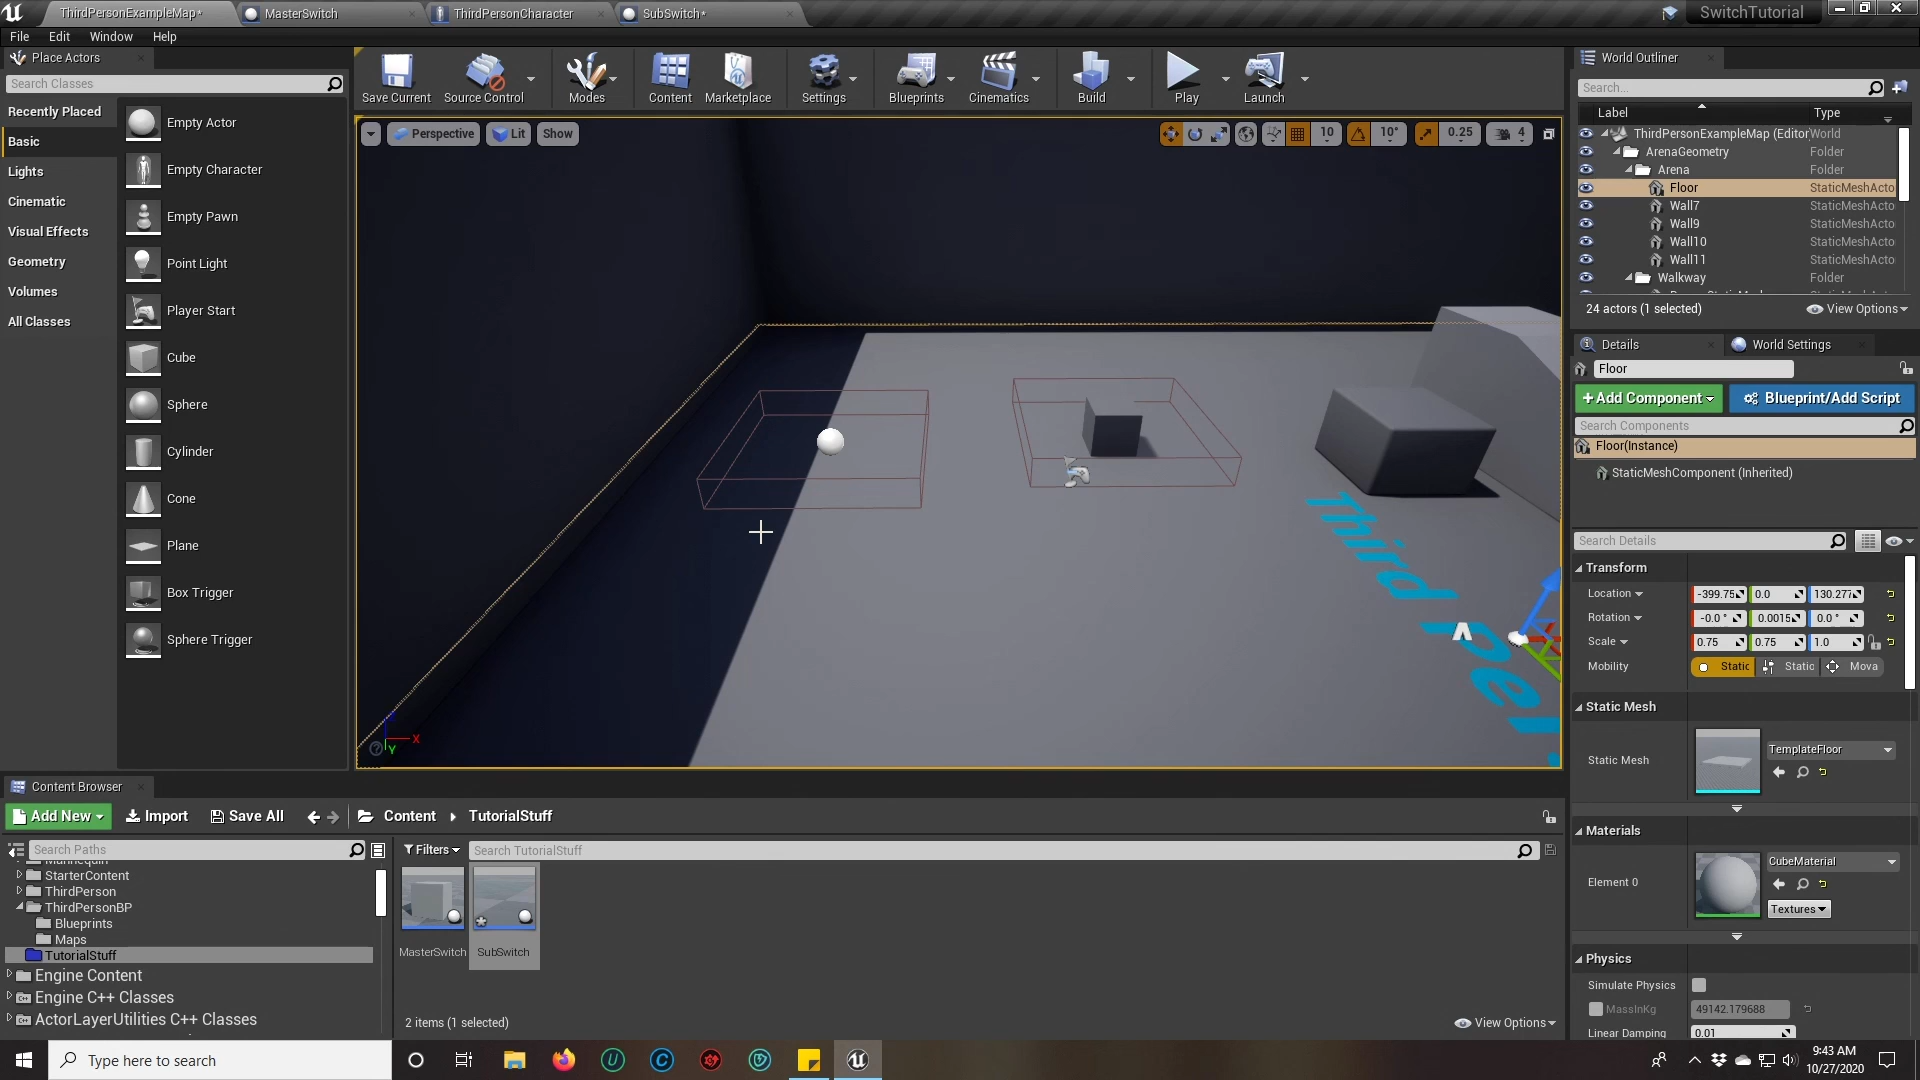 ThirdPersonExampleMap*
MasterSwitch
ThirdPersonCharacter
SubSwitch*
SwitchTutorial
File Edit Window Help
Place Actors
Search Classes
Recently Placed
Basic
Lights
Cinematic
Visual Effects
Geometry
Volumes
All Classes
Empty Actor
Empty Character
Empty Pawn
Point Light
Player Start
Cube
Sphere
Cylinder
Cone
Plane
Box Trigger
Sphere Trigger
Save Current
Source Control
Modes
Content
Marketplace
Settings
Blueprints
Cinematics
Build
Play
Launch
Perspective
Lit
Show
10
10°
0.25
4
Third Per
X
Y
World Outliner
Search...
Label Type
ThirdPersonExampleMap (Editor World
ArenaGeometry Folder
Arena Folder
Floor StaticMeshActo
Wall7 StaticMeshActo
Wall9 StaticMeshActo
Wall10 StaticMeshActo
Wall11 StaticMeshActo
Walkway Folder
24 actors (1 selected)
View Options
Details
World Settings
Floor
+Add Component
Blueprint/Add Script
Search Components
Floor(Instance)
StaticMeshComponent (Inherited)
Search Details
Transform
Location -399.75 0.0 130.277
Rotation -0.0° 0.0015 0.0°
Scale 0.75 0.75 1.0
Mobility Static Static Mova
Static Mesh
Static Mesh
TemplateFloor
Materials
Element 0
CubeMaterial
Textures
Physics
Simulate Physics
MassInKg 49142.179688
Linear Damping 0.01
Content Browser
Add New
Import
Save All
Content
TutorialStuff
Search Paths
Filters
Search TutorialStuff
StarterContent
ThirdPerson
ThirdPersonBP
Blueprints
Maps
TutorialStuff
Engine Content
Engine C++ Classes
ActorLayerUtilities C++ Classes
MasterSwitch
SubSwitch
2 items (1 selected)
View Options
Type here to search
9:43 AM
10/27/2020